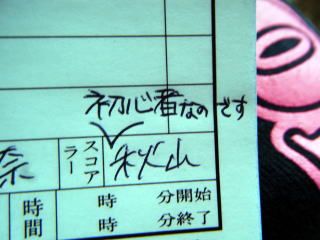 初心者なのです
奈 スコアラー 秋山
時間 時 分開始
時 分終了